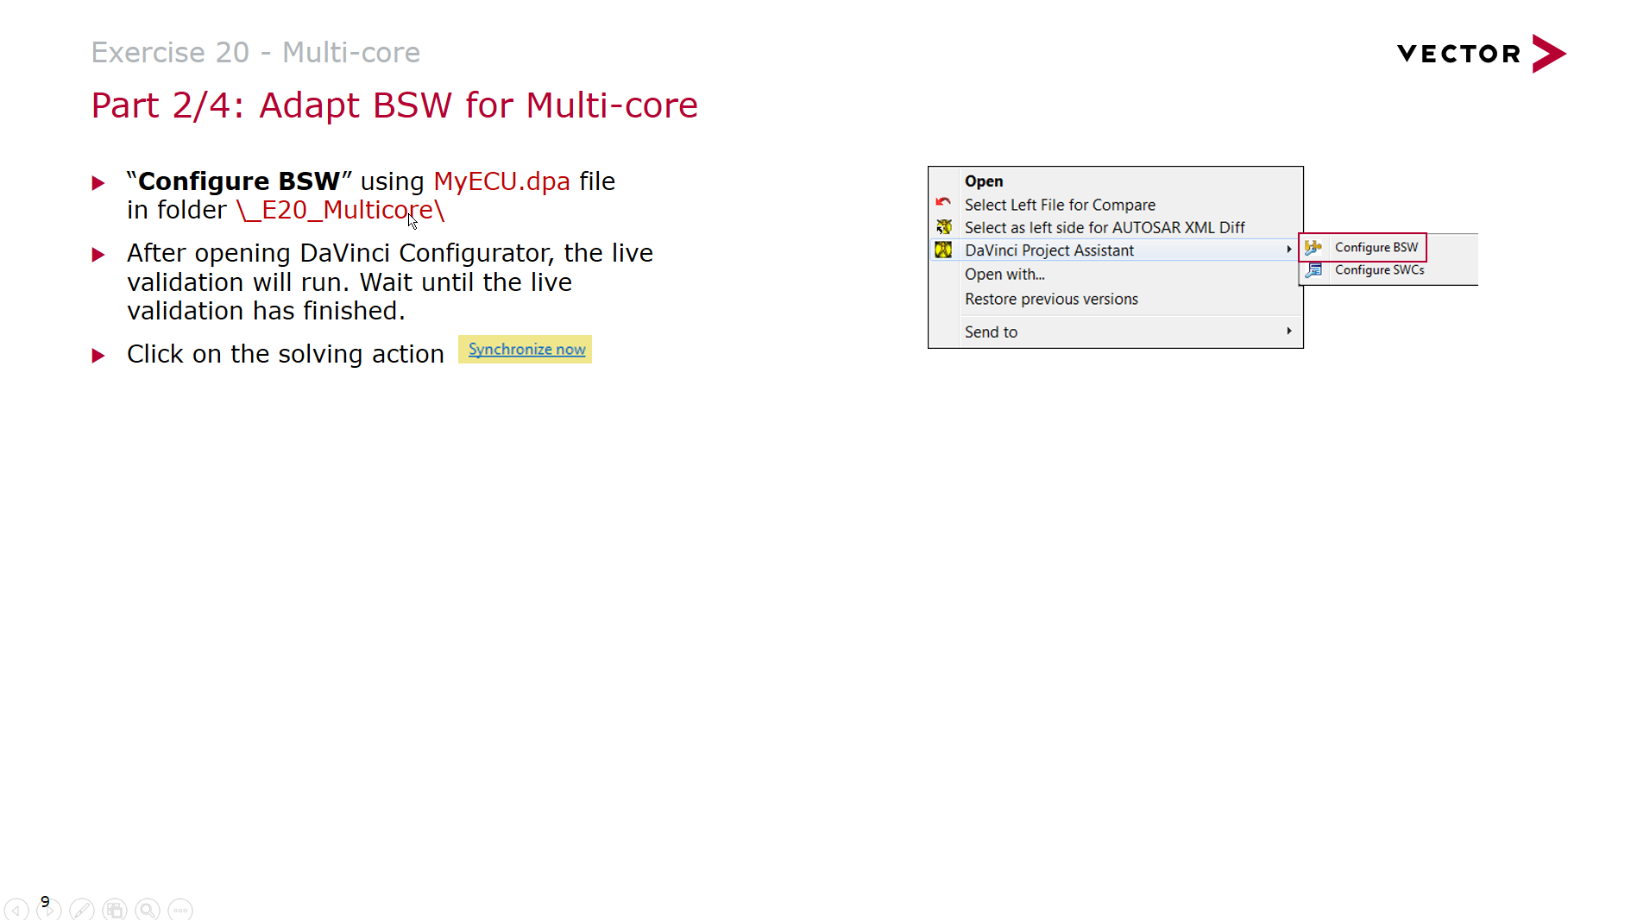 Exercise 20 - Multi-core
VECTOR
Part 2/4: Adapt BSW for Multi-core
“Configure BSW” using MyECU.dpa file
in folder \_E20_Multicore\
After opening DaVinci Configurator, the live
validation will run. Wait until the live
validation has finished.
Click on the solving action Synchronize now
Open
Select Left File for Compare
Select as left side for AUTOSAR XML Diff
DaVinci Project Assistant
Open with...
Restore previous versions
Send to
Configure BSW
Configure SWCs
9